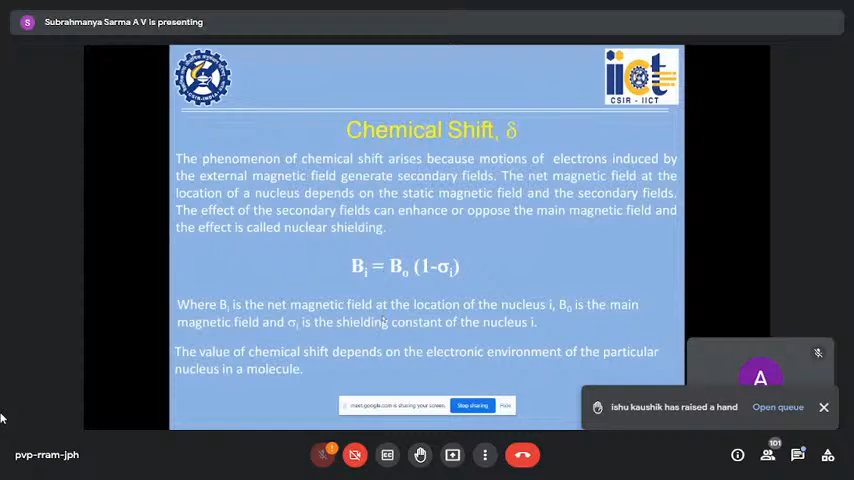 S Subrahmanya Sarma A V is presenting
CSIR-INDIA
iict
CSIR - IICT
Chemical Shift, δ
The phenomenon of chemical shift arises because motions of electrons induced by
the external magnetic field generate secondary fields. The net magnetic field at the
location of a nucleus depends on the static magnetic field and the secondary fields.
The effect of the secondary fields can enhance or oppose the main magnetic field and
the effect is called nuclear shielding.
Bi = Bo (1-σi)
Where Bi is the net magnetic field at the location of the nucleus i, B0 is the main
magnetic field and σi is the shielding constant of the nucleus i.
The value of chemical shift depends on the electronic environment of the particular
nucleus in a molecule.
meet.google.com is sharing your screen. Stop sharing Hide
A
ishu kaushik has raised a hand Open queue
pvp-rram-jph
101